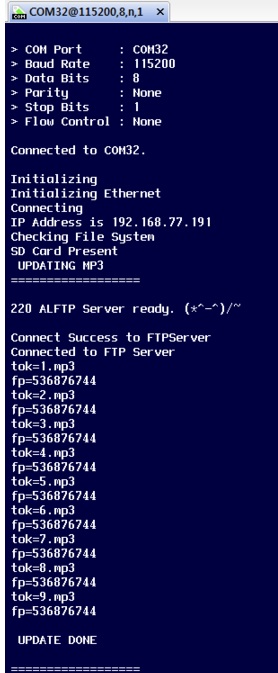 COM32@115200,8,n,1 ×
> COM Port : COM32
> Baud Rate : 115200
> Data Bits : 8
> Parity : None
> Stop Bits : 1
> Flow Control : None
Connected to COM32.
Initializing
Initializing Ethernet
Connecting
IP Address is 192.168.77.191
Checking File System
SD Card Present
UPDATING MP3
==================
220 ALFTP Server ready. (*^-^)/~
Connect Success to FTPServer
Connected to FTP Server
tok=1.mp3
fp=536876744
tok=2.mp3
fp=536876744
tok=3.mp3
fp=536876744
tok=4.mp3
fp=536876744
tok=5.mp3
fp=536876744
tok=6.mp3
fp=536876744
tok=7.mp3
fp=536876744
tok=8.mp3
fp=536876744
tok=9.mp3
fp=536876744
UPDATE DONE
==================